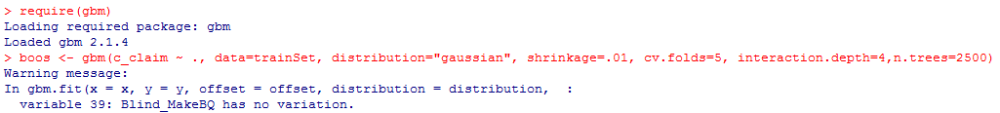 > require(gbm)
Loading required package: gbm
Loaded gbm 2.1.4
> boos <- gbm(c_claim ~ ., data=trainSet, distribution="gaussian", shrinkage=.01, cv.folds=5, interaction.depth=4,n.trees=2500)
Warning message:
In gbm.fit(x = x, y = y, offset = offset, distribution = distribution,  :
  variable 39: Blind_MakeBQ has no variation.